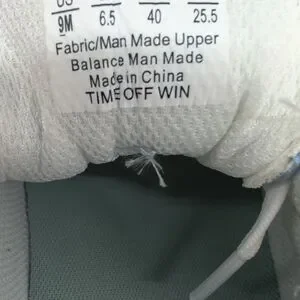 US
9M 6.5 40 25.5
Fabric/Man Made Upper
Balance Man Made
Made in China
TIME OFF WIN